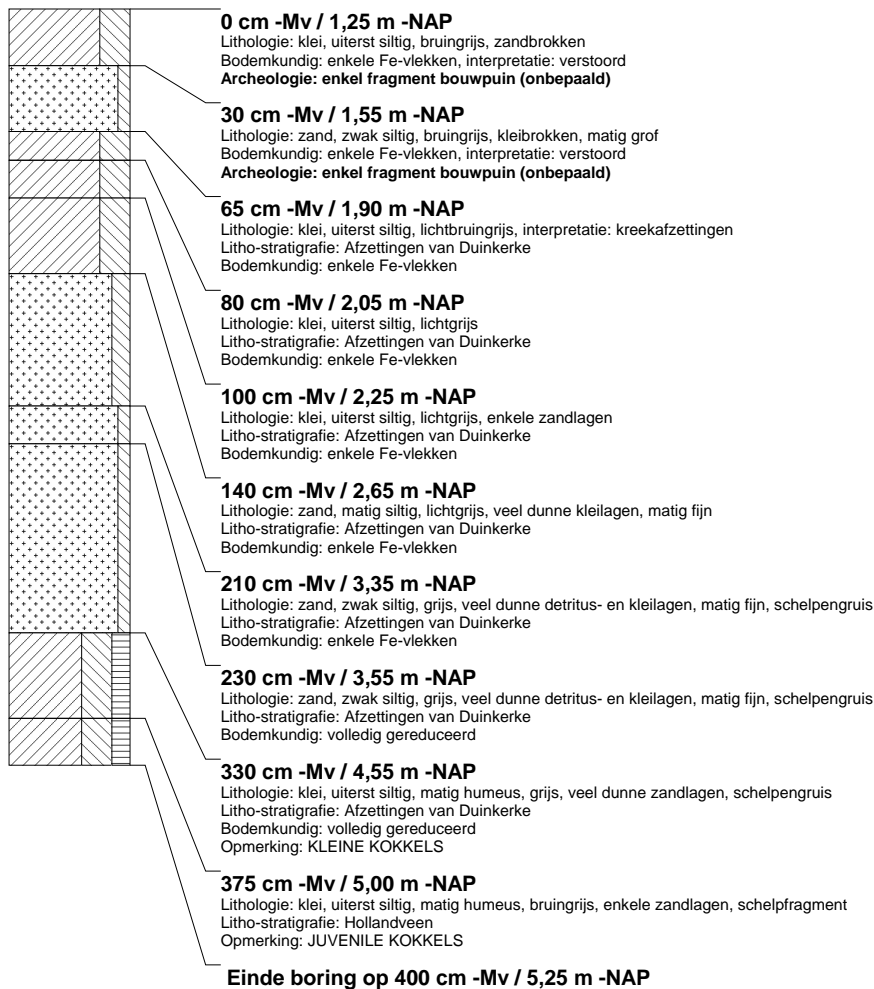 0 cm -Mv / 1,25 m -NAP
Lithologie: klei, uiterst siltig, bruingrijs, zandbrokken
Bodemkundig: enkele Fe-vlekken, interpretatie: verstoord
Archeologie: enkel fragment bouwpuin (onbepaald)
30 cm -Mv / 1,55 m -NAP
Lithologie: zand, zwak siltig, bruingrijs, kleibrokken, matig grof
Bodemkundig: enkele Fe-vlekken, interpretatie: verstoord
Archeologie: enkel fragment bouwpuin (onbepaald)
65 cm -Mv / 1,90 m -NAP
Lithologie: klei, uiterst siltig, lichtbruingrijs, interpretatie: kreekafzettingen
Litho-stratigrafie: Afzettingen van Duinkerke
Bodemkundig: enkele Fe-vlekken
80 cm -Mv / 2,05 m -NAP
Lithologie: klei, uiterst siltig, lichtgrijs
Litho-stratigrafie: Afzettingen van Duinkerke
Bodemkundig: enkele Fe-vlekken
100 cm -Mv / 2,25 m -NAP
Lithologie: klei, uiterst siltig, lichtgrijs, enkele zandlagen
Litho-stratigrafie: Afzettingen van Duinkerke
Bodemkundig: enkele Fe-vlekken
140 cm -Mv / 2,65 m -NAP
Lithologie: zand, matig siltig, lichtgrijs, veel dunne kleilagen, matig fijn
Litho-stratigrafie: Afzettingen van Duinkerke
Bodemkundig: enkele Fe-vlekken
210 cm -Mv / 3,35 m -NAP
Lithologie: zand, zwak siltig, grijs, veel dunne detritus- en kleilagen, matig fijn, schelpengruis
Litho-stratigrafie: Afzettingen van Duinkerke
Bodemkundig: enkele Fe-vlekken
230 cm -Mv / 3,55 m -NAP
Lithologie: zand, zwak siltig, grijs, veel dunne detritus- en kleilagen, matig fijn, schelpengruis
Litho-stratigrafie: Afzettingen van Duinkerke
Bodemkundig: volledig gereduceerd
330 cm -Mv / 4,55 m -NAP
Lithologie: klei, uiterst siltig, matig humeus, grijs, veel dunne zandlagen, schelpengruis
Litho-stratigrafie: Afzettingen van Duinkerke
Bodemkundig: volledig gereduceerd
Opmerking: KLEINE KOKKELS
375 cm -Mv / 5,00 m -NAP
Lithologie: klei, uiterst siltig, matig humeus, bruingrijs, enkele zandlagen, schelpfragment
Litho-stratigrafie: Hollandveen
Opmerking: JUVENILE KOKKELS
Einde boring op 400 cm -Mv / 5,25 m -NAP